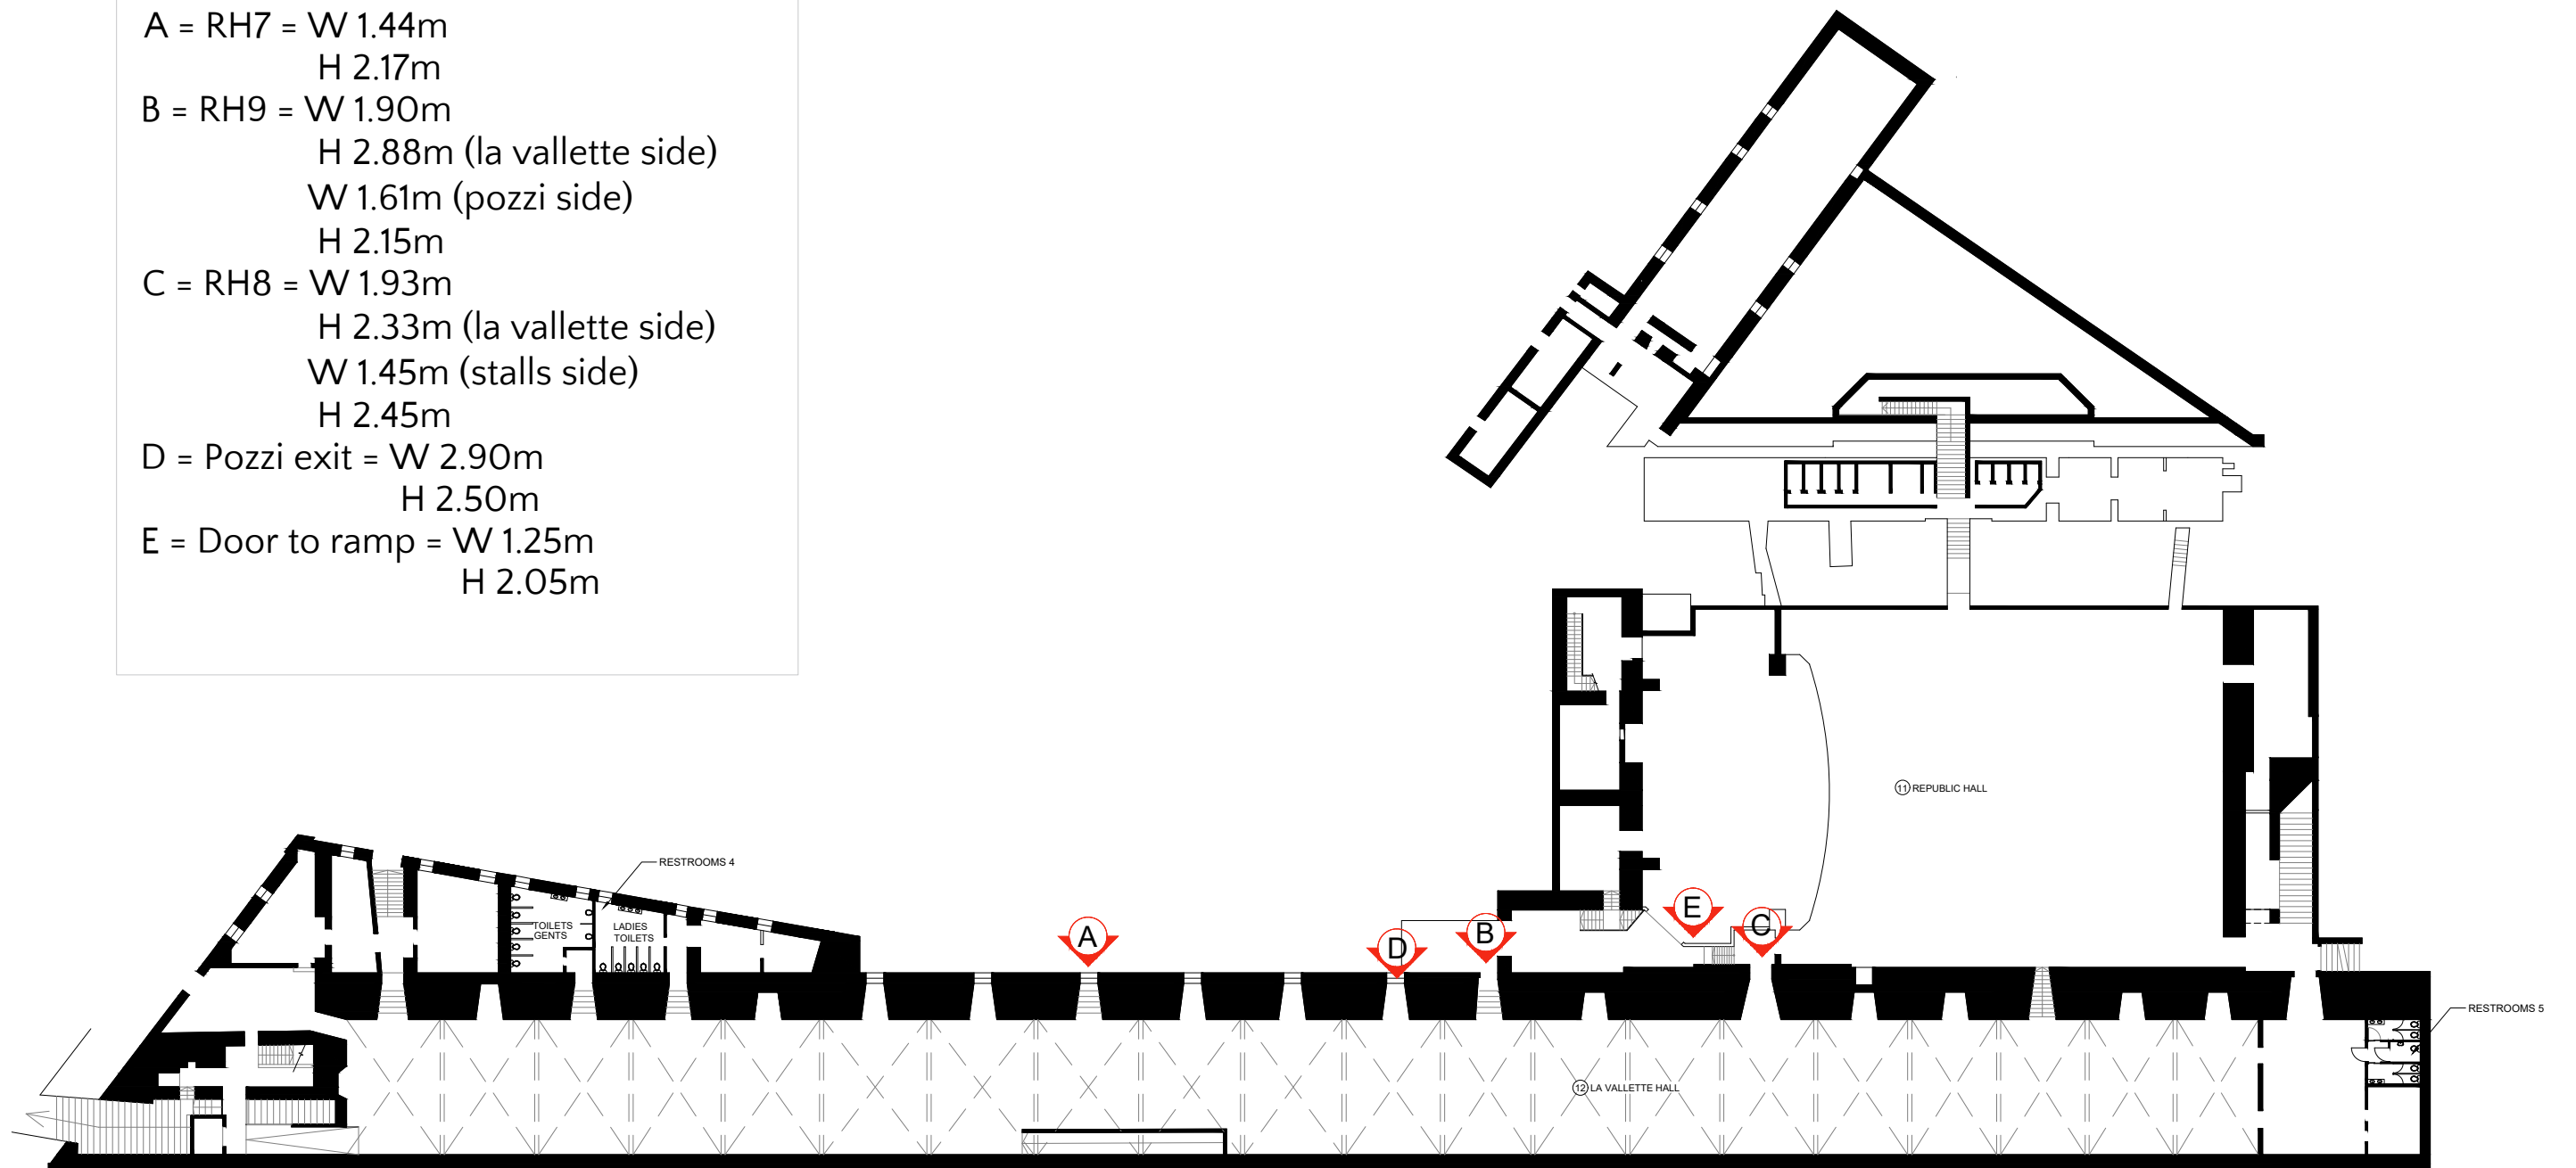 A = RH7 = W 1.44m
H 2.17m
B = RH9 = W 1.90m
H 2.88m (la vallette side)
W 1.61m (pozzi side)
H 2.15m
C = RH8 = W 1.93m
H 2.33m (la vallette side)
W 1.45m (stalls side)
H 2.45m
D = Pozzi exit = W 2.90m
H 2.50m
E = Door to ramp = W 1.25m
H 2.05m
11 REPUBLIC HALL
RESTROOMS 4
TOILETS
GENTS
LADIES
TOILETS
A
D
B
E
C
RESTROOMS 5
12 LA VALLETTE HALL